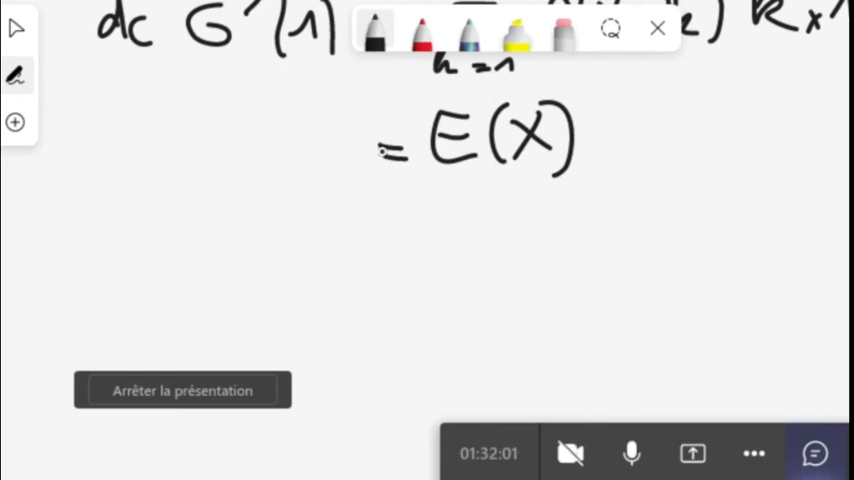 dc G'(1)
k=1
= E(X)
Arrêter la présentation
01:32:01